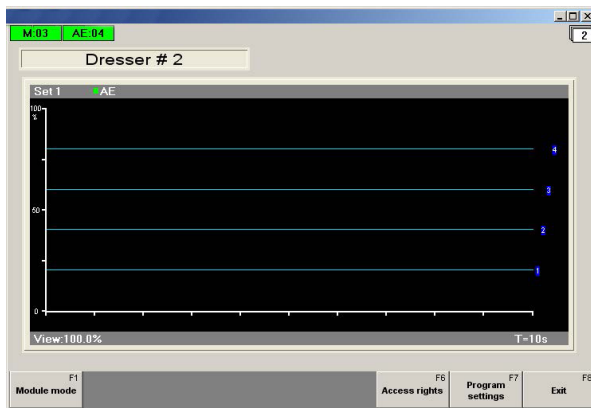 M:03 AE:04
2
Dresser # 2
Set 1 AE
100
%
4
3
50
2
1
0
View:100.0% T=10s
F1 F6 F7 F8
Module mode Access rights Program settings Exit